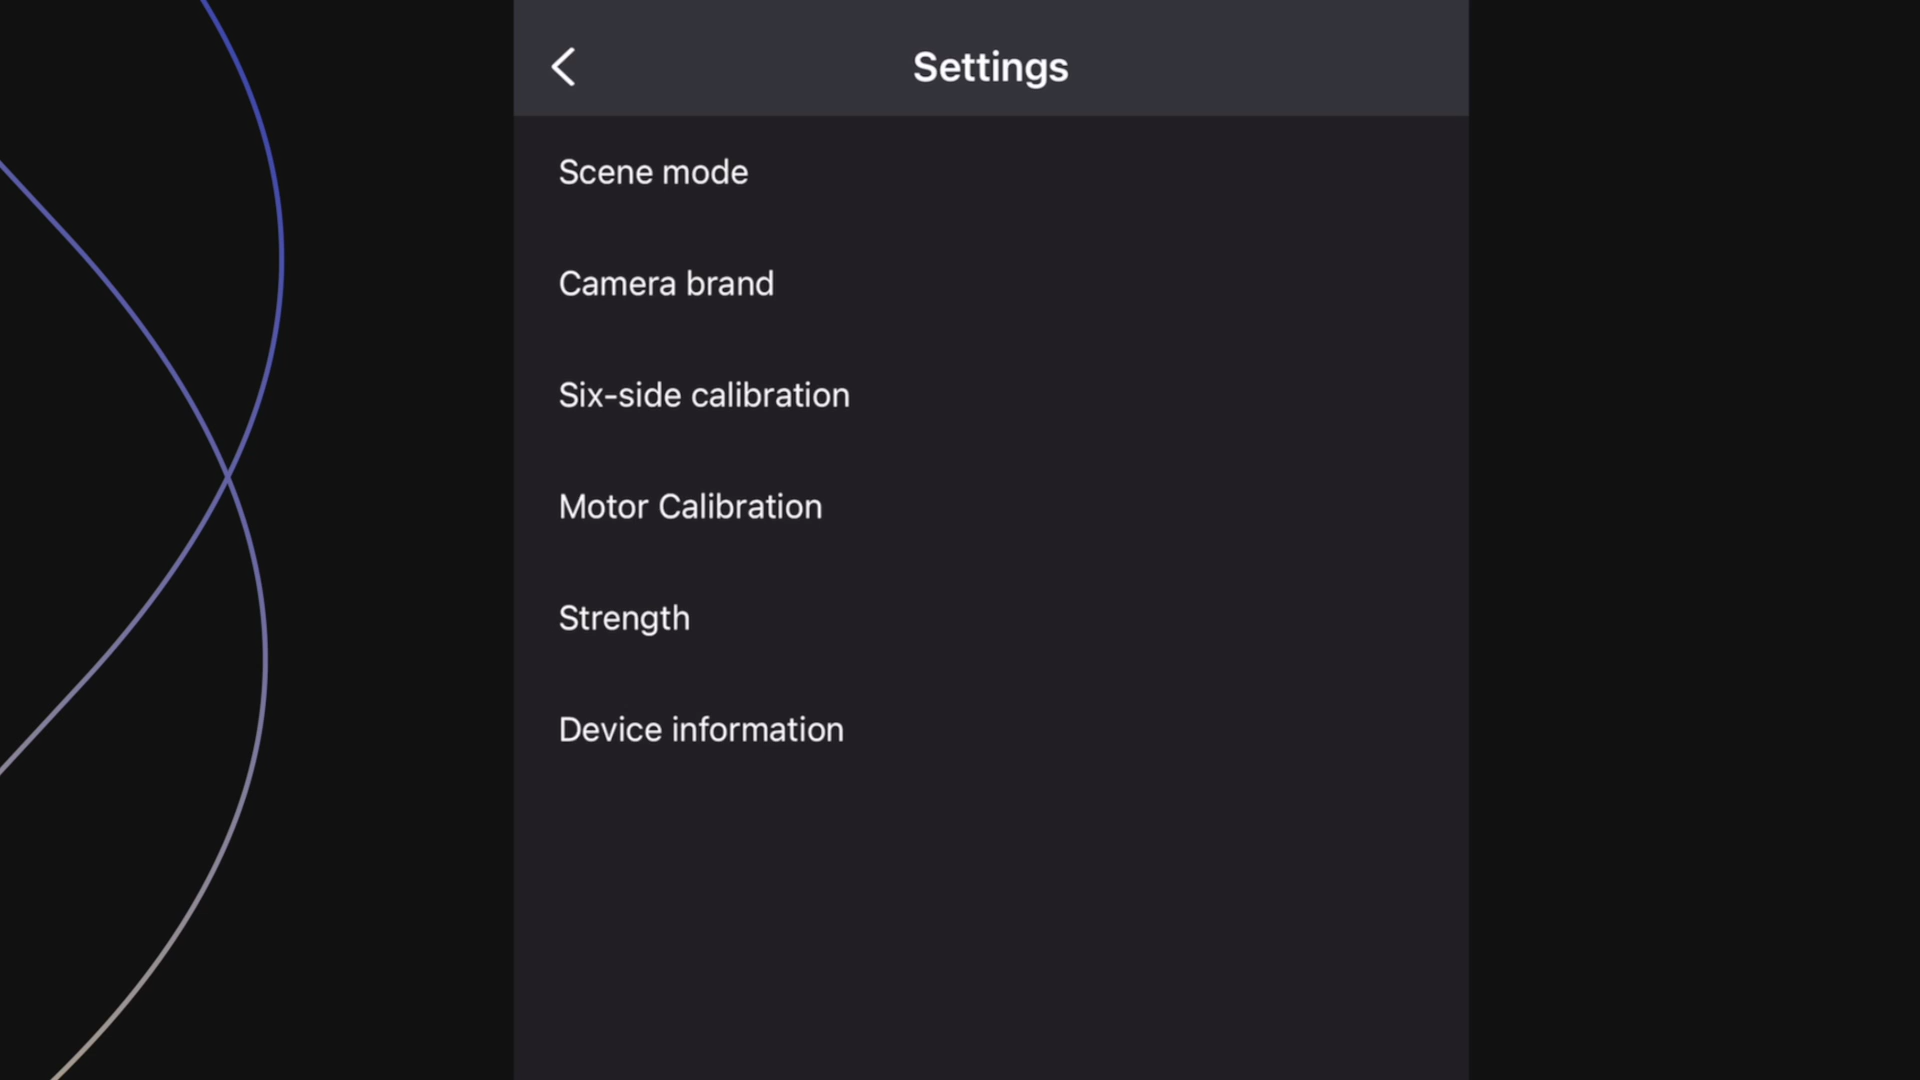 Settings
Scene mode
Camera brand
Six-side calibration
Motor Calibration
Strength
Device information